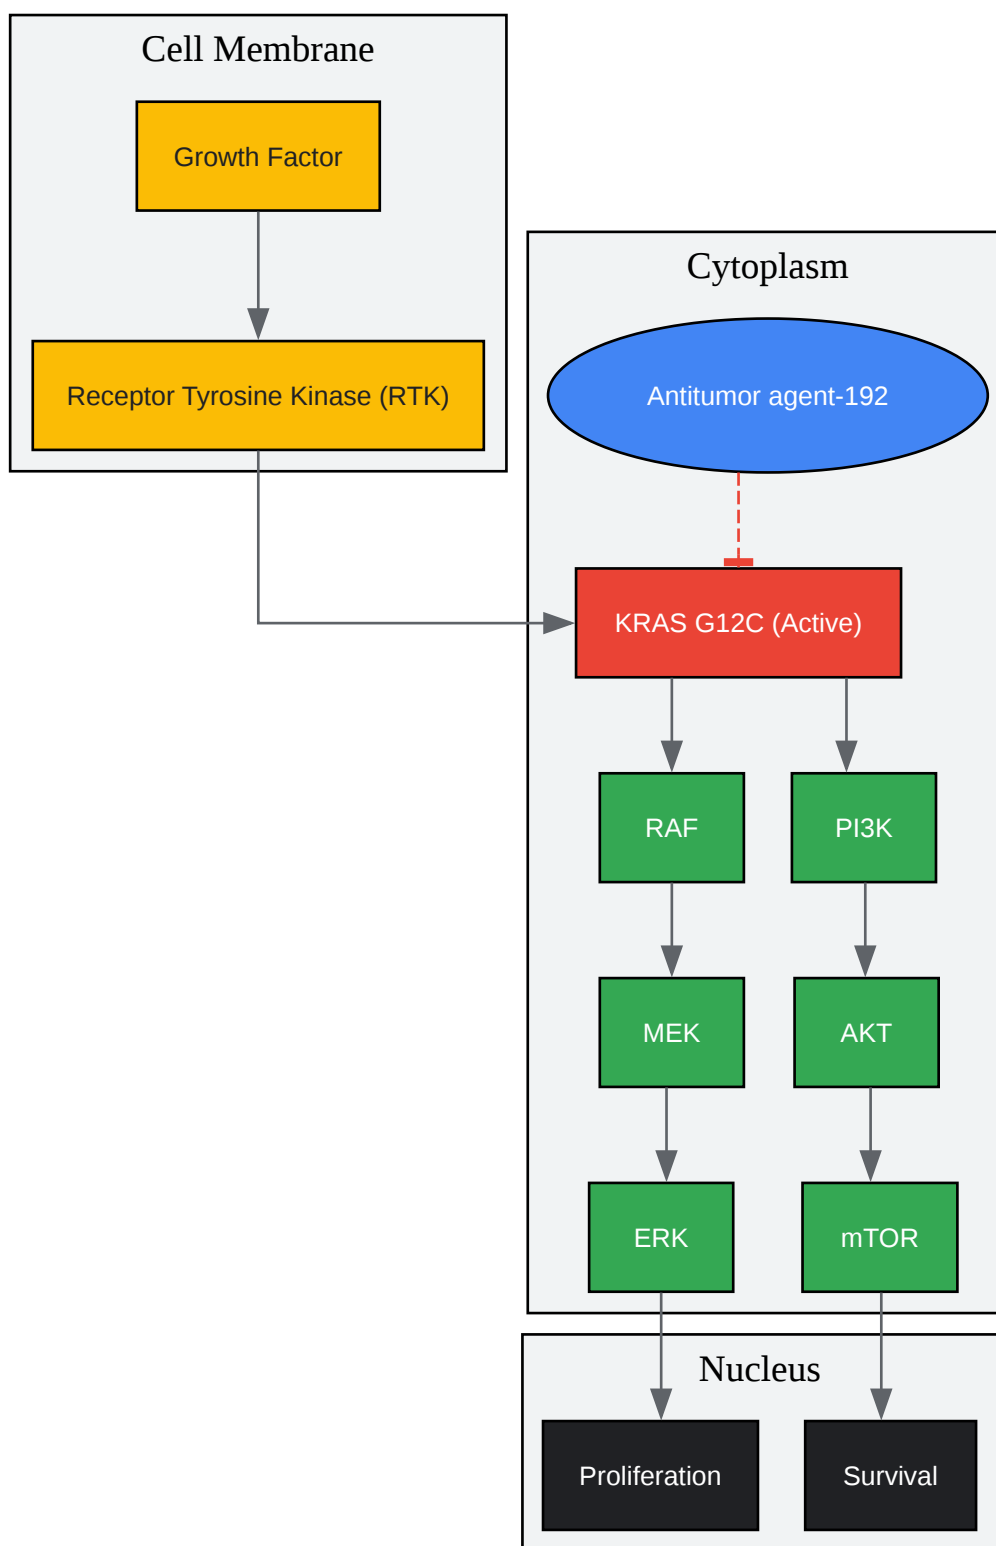 Cell Membrane
Growth Factor
Receptor Tyrosine Kinase (RTK)
Cytoplasm
Antitumor agent-192
KRAS G12C (Active)
RAF
PI3K
MEK
AKT
ERK
mTOR
Nucleus
Proliferation
Survival